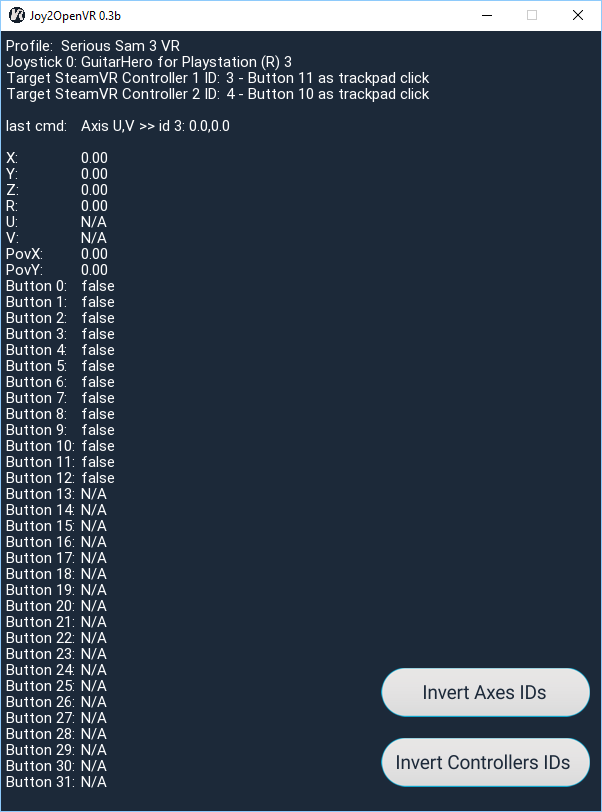 Joy2OpenVR 0.3b
Profile: Serious Sam 3 VR
Joystick 0: GuitarHero for Playstation (R) 3
Target SteamVR Controller 1 ID: 3 - Button 11 as trackpad click
Target SteamVR Controller 2 ID: 4 - Button 10 as trackpad click
last cmd: Axis U,V >> id 3: 0.0,0.0
X: 0.00
Y: 0.00
Z: 0.00
R: 0.00
U: N/A
V: N/A
PovX: 0.00
PovY: 0.00
Button 0: false
Button 1: false
Button 2: false
Button 3: false
Button 4: false
Button 5: false
Button 6: false
Button 7: false
Button 8: false
Button 9: false
Button 10: false
Button 11: false
Button 12: false
Button 13: N/A
Button 14: N/A
Button 15: N/A
Button 16: N/A
Button 17: N/A
Button 18: N/A
Button 19: N/A
Button 20: N/A
Button 21: N/A
Button 22: N/A
Button 23: N/A
Button 24: N/A
Button 25: N/A
Button 26: N/A
Button 27: N/A
Button 28: N/A
Button 29: N/A
Button 30: N/A
Button 31: N/A
Invert Axes IDs
Invert Controllers IDs